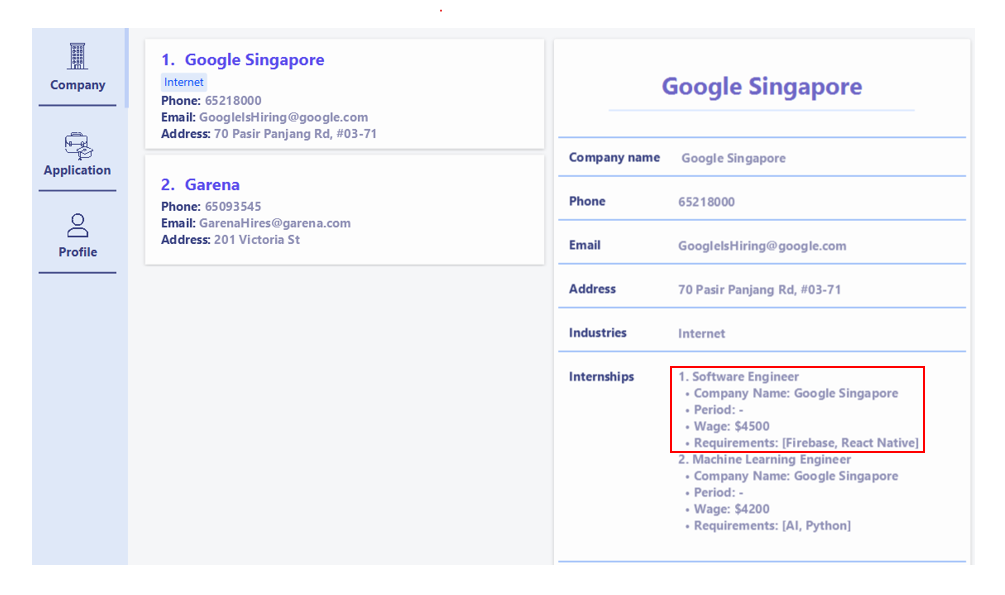 Company
Application
Profile
1. Google Singapore
Internet
Phone: 65218000
Email: GoogleIsHiring@google.com
Address: 70 Pasir Panjang Rd, #03-71
2. Garena
Phone: 65093545
Email: GarenaHires@garena.com
Address: 201 Victoria St
Google Singapore
Company name Google Singapore
Phone 65218000
Email GoogleIsHiring@google.com
Address 70 Pasir Panjang Rd, #03-71
Industries Internet
Internships 1. Software Engineer
• Company Name: Google Singapore
• Period: -
• Wage: $4500
• Requirements: [Firebase, React Native]
2. Machine Learning Engineer
• Company Name: Google Singapore
• Period: -
• Wage: $4200
• Requirements: [AI, Python]